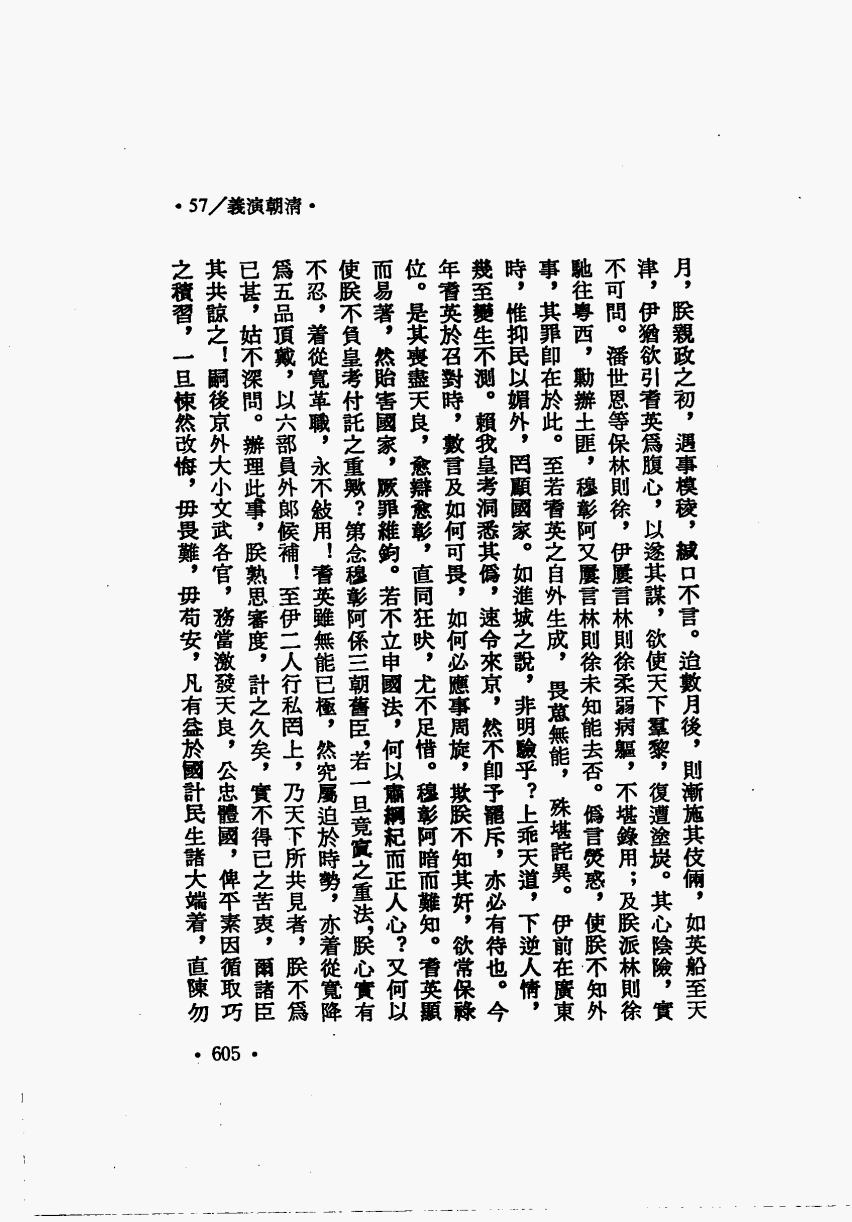 •清朝演義／57•
月，朕親政之初，遇事模稜，緘口不言。迨數月後，則漸施其伎倆，如英船至天
津，伊猶欲引耆英爲腹心，以遂其謀，欲使天下羣黎，復遭塗炭。其心陰險，實
不可問。潘世恩等保林則徐，伊屢言林則徐柔弱病軀，不堪錄用；及朕派林則徐
馳往粵西，勦辦土匪，穆彰阿又屢言林則徐未知能去否。僞言熒惑，使朕不知外
事，其罪卽在於此。至若耆英之自外生成，畏葸無能，殊堪詫異。伊前在廣東
時，惟抑民以媚外，罔顧國家。如進城之說，非明驗乎？上乖天道，下逆人情，
幾至變生不測。賴我皇考洞悉其僞，速令來京，然不卽予罷斥，亦必有待也。今
年耆英於召對時，數言及如何可畏，如何必應事周旋，欺朕不知其奸，欲常保祿
位。是其喪盡天良，愈辯愈彰，直同狂吠，尤不足惜。穆彰阿暗而難知。耆英顯
而易著，然貽害國家，厥罪維鈞。若不立申國法，何以肅綱紀而正人心？又何以
使朕不負皇考付託之重歟？第念穆彰阿係三朝舊臣，若一旦竟寘之重法，朕心實有
不忍，着從寬革職，永不敍用！耆英雖無能已極，然究屬迫於時勢，亦着從寬降
爲五品頂戴，以六部員外郞候補！至伊二人行私罔上，乃天下所共見者，朕不爲
已甚，姑不深問。辦理此事，朕熟思審度，計之久矣，實不得已之苦衷，爾諸臣
其共諒之！嗣後京外大小文武各官，務當激發天良，公忠體國，俾平素因循取巧
之積習，一旦悚然改悔，毋畏難，毋苟安，凡有益於國計民生諸大端着，直陳勿
• 605 •